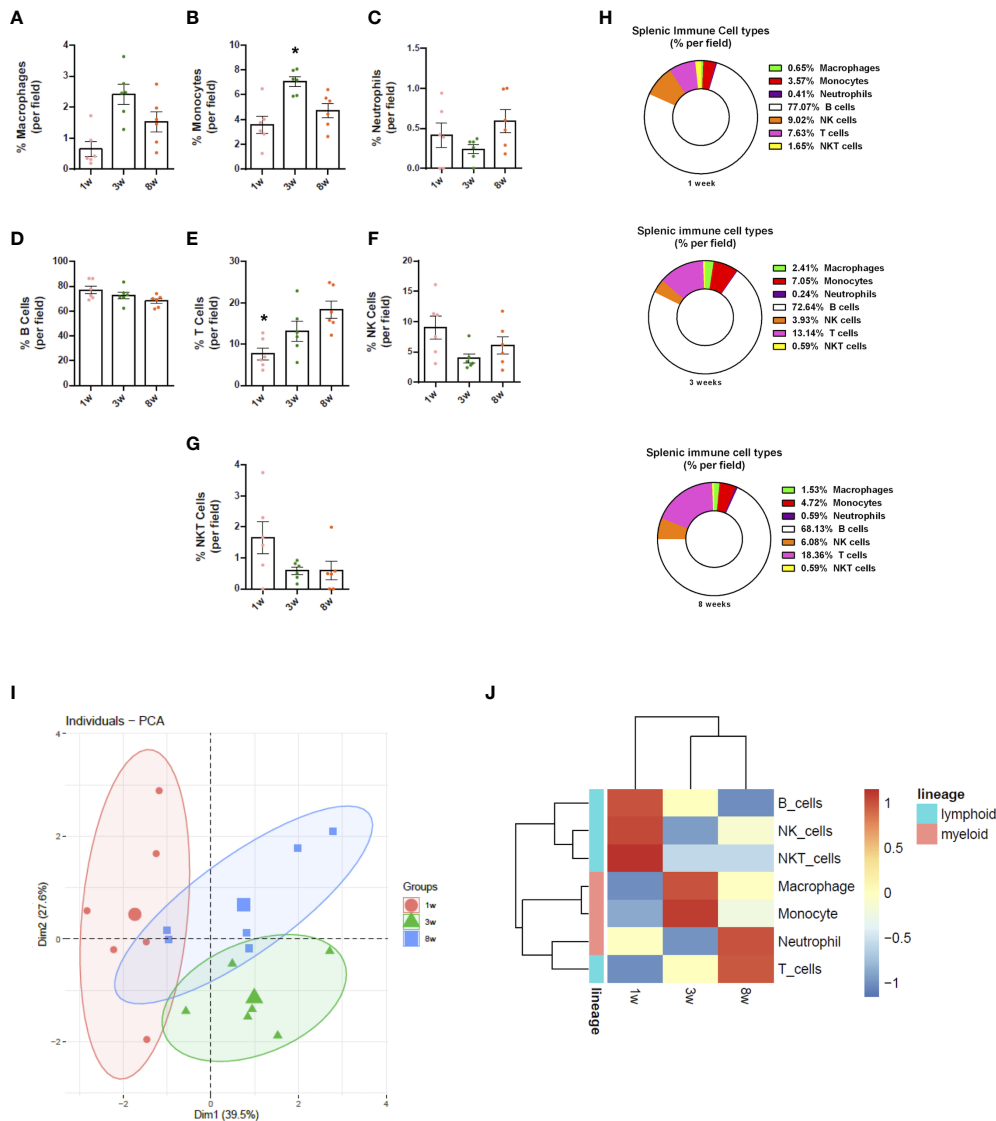 A
% Macrophages
(per field)
4
3
2
1
0
1w
3w
8w
B
% Monocytes
(per field)
10
8
6
4
2
0
*
1w
3w
8w
C
% Neutrophils
(per field)
1.5
1.0
0.5
0.0
1w
3w
8w
D
% B Cells
(per field)
100
80
60
40
20
0
1w
3w
8w
E
% T Cells
(per field)
30
20
10
0
*
1w
3w
8w
F
% NK Cells
(per field)
20
15
10
5
0
1w
3w
8w
G
% NKT Cells
(per field)
4
3
2
1
0
1w
3w
8w
H
Splenic Immune Cell types
(% per field)
0.65% Macrophages
3.57% Monocytes
0.41% Neutrophils
77.07% B cells
9.02% NK cells
7.63% T cells
1.65% NKT cells
1 week
Splenic immune cell types
(% per field)
2.41% Macrophages
7.05% Monocytes
0.24% Neutrophils
72.64% B cells
3.93% NK cells
13.14% T cells
0.59% NKT cells
3 weeks
Splenic immune cell types
(% per field)
1.53% Macrophages
4.72% Monocytes
0.59% Neutrophils
68.13% B cells
6.08% NK cells
18.36% T cells
0.59% NKT cells
8 weeks
I
Individuals − PCA
Dim2 (27.6%)
4
2
0
−2
−2
0
2
4
Dim1 (39.5%)
Groups
1w
3w
8w
J
B_cells
NK_cells
NKT_cells
Macrophage
Monocyte
Neutrophil
T_cells
lineage
1w
3w
8w
1
0.5
0
−0.5
−1
lineage
lymphoid
myeloid